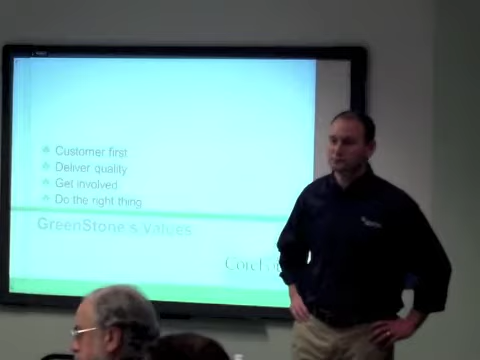 Customer first
Deliver quality
Get involved
Do the right thing
GreenStone's Values